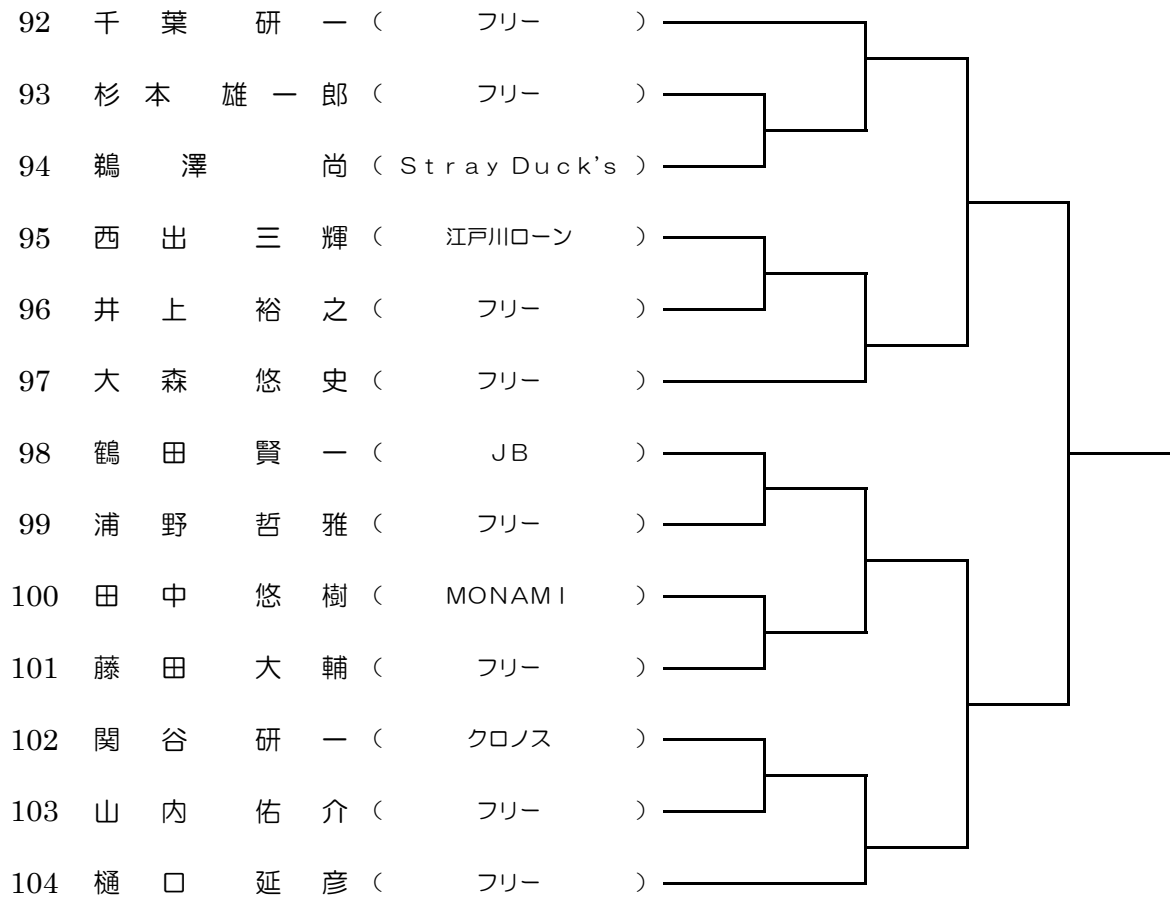 92 千葉 研一 ( フリー )
93 杉本 雄一郎 ( フリー )
94 鵜澤 尚 ( Stray Duck's )
95 西出 三輝 ( 江戸川ローン )
96 井上 裕之 ( フリー )
97 大森 悠史 ( フリー )
98 鶴田 賢一 ( JB )
99 浦野 哲雅 ( フリー )
100 田中 悠樹 ( MONAMI )
101 藤田 大輔 ( フリー )
102 関谷 研一 ( クロノス )
103 山内 佑介 ( フリー )
104 樋口 延彦 ( フリー )